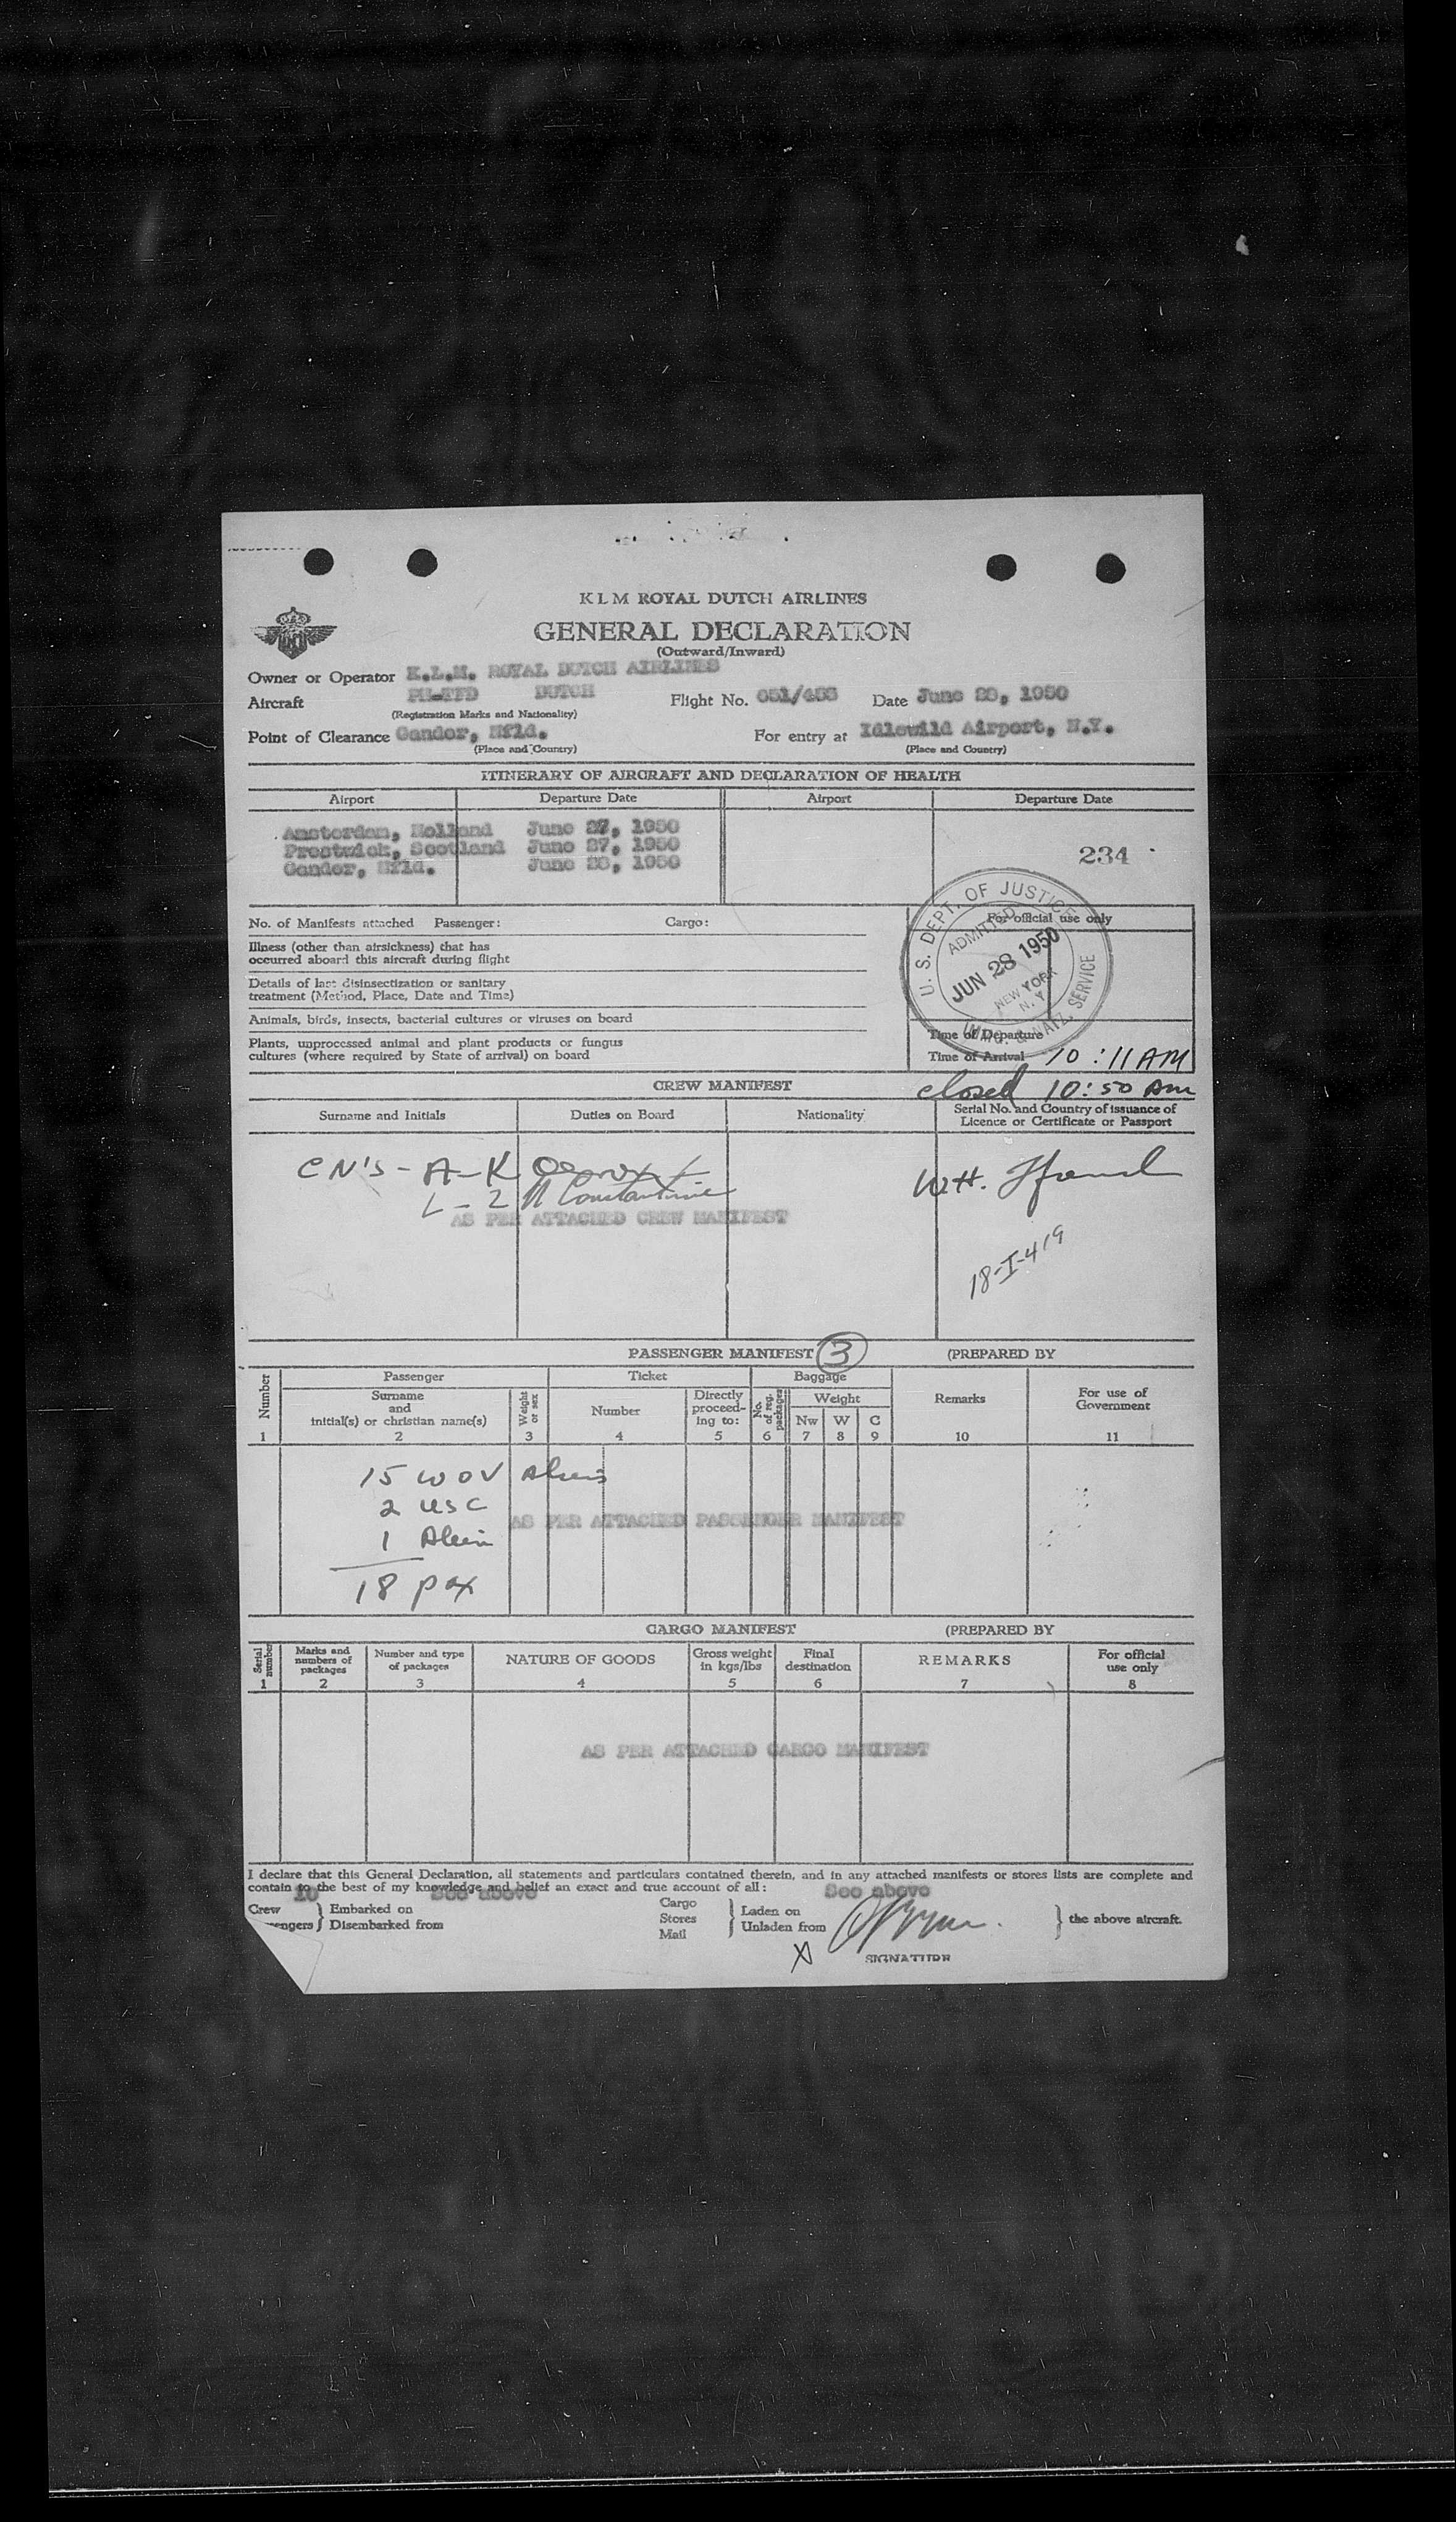 KLM ROYAL DUTCH AIRLINES
GENERAL DECLARATION
(Outward/Inward)
Owner or Operator K.L.M. ROYAL DUTCH AIRLINES
Aircraft DUTCH Flight No. Date June 28, 1950
(Registration Marks and Nationality)
Point of Clearance Gander, Nfld. For entry at Idlewild Airport, N.Y.
(Place and Country) (Place and Country)
ITINERARY OF AIRCRAFT AND DECLARATION OF HEALTH
Airport Departure Date Airport Departure Date
Amsterdam, Holland June 27, 1950
Prestwick, Scotland June 27, 1950
Gander, Nfld. June 28, 1950
234
No. of Manifests attached Passenger: Cargo:
For official use only
Illness (other than airsickness) that has
occurred aboard this aircraft during flight
Details of last disinsectization or sanitary
treatment (Method, Place, Date and Time)
Animals, birds, insects, bacterial cultures or viruses on board
Plants, unprocessed animal and plant products or fungus
cultures (where required by State of arrival) on board
U. S. DEPT. OF JUSTICE
ADMITTED
JUN 28 1950
NEW YORK
N. Y.
IMMG. & NATZ. SERVICE
Time of Departure
Time of Arrival 10:11 AM
closed 10:50 Am
CREW MANIFEST
Surname and Initials Duties on Board Nationality Serial No. and Country of issuance of
Licence or Certificate or Passport
CN'S - A-K
L-Z Constantine
W.H.
AS PER ATTACHED CREW MANIFEST
18-I-419
PASSENGER MANIFEST 3 (PREPARED BY
Number Passenger Ticket Baggage Remarks For use of
Government
Surname
and
initial(s) or christian name(s)
Weight or sex
Number
Directly
proceed-
ing to:
No. of reg. packages
Weight
Nw W C
1 2 3 4 5 6 7 8 9 10 11
15 WOV Aliens
2 USC
1 Alien
18 pax
AS PER ATTACHED PASSENGER MANIFEST
CARGO MANIFEST (PREPARED BY
Serial number
Marks and
numbers of
packages
Number and type
of packages
NATURE OF GOODS
Gross weight
in kgs/lbs
Final
destination
REMARKS
For official
use only
1 2 3 4 5 6 7 8
AS PER ATTACHED CARGO MANIFEST
I declare that this General Declaration, all statements and particulars contained therein, and in any attached manifests or stores lists are complete and
contain to the best of my knowledge and belief an exact and true account of all:
See above See above
Crew } Embarked on
engers } Disembarked from
Cargo
Stores
Mail
} Laden on
Unladen from
} the above aircraft.
X
SIGNATURE